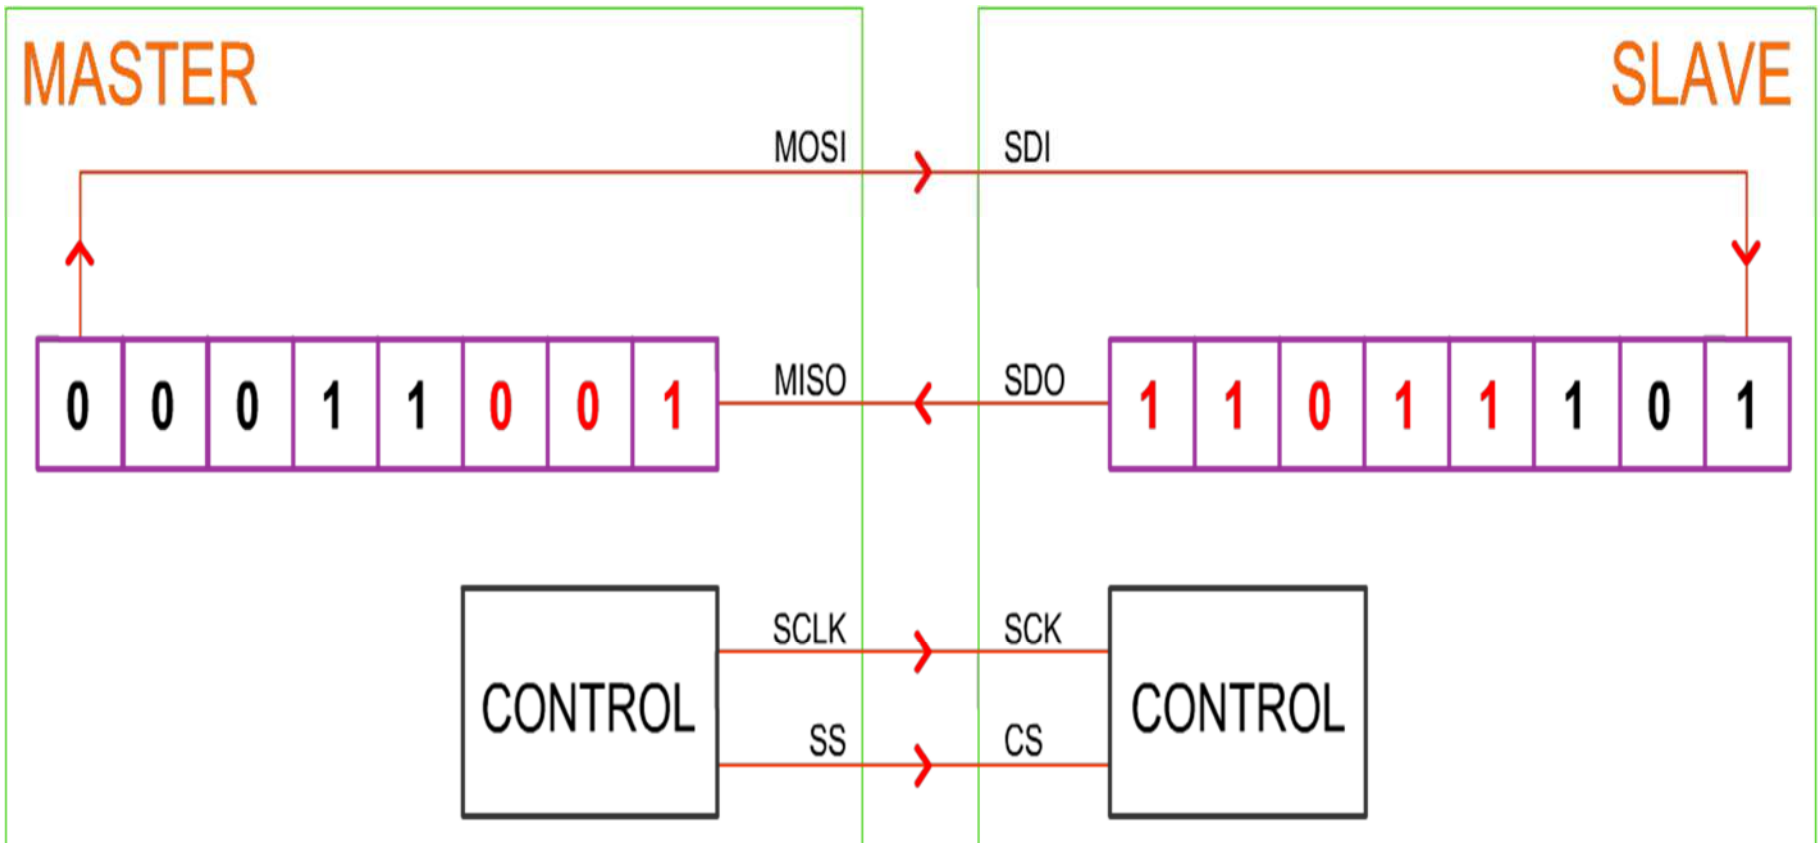 MASTER SLAVE
MOSI SDI
0 0 0 1 1 0 0 1 MISO SDO 1 1 0 1 1 1 0 1
SCLK SCK
CONTROL CONTROL
SS CS